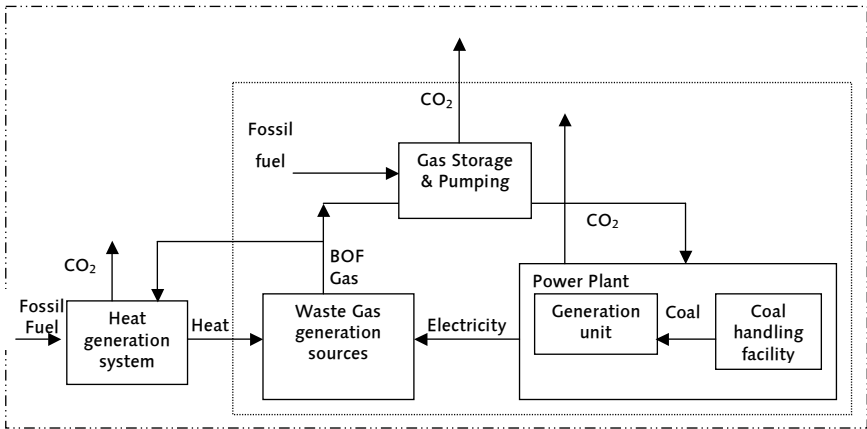 CO₂
Fossil
fuel
Gas Storage
& Pumping
CO₂
CO₂
BOF
Gas
Fossil
Fuel
Heat
generation
system
Heat
Waste Gas
generation
sources
Electricity
Power Plant
Generation
unit
Coal
Coal
handling
facility